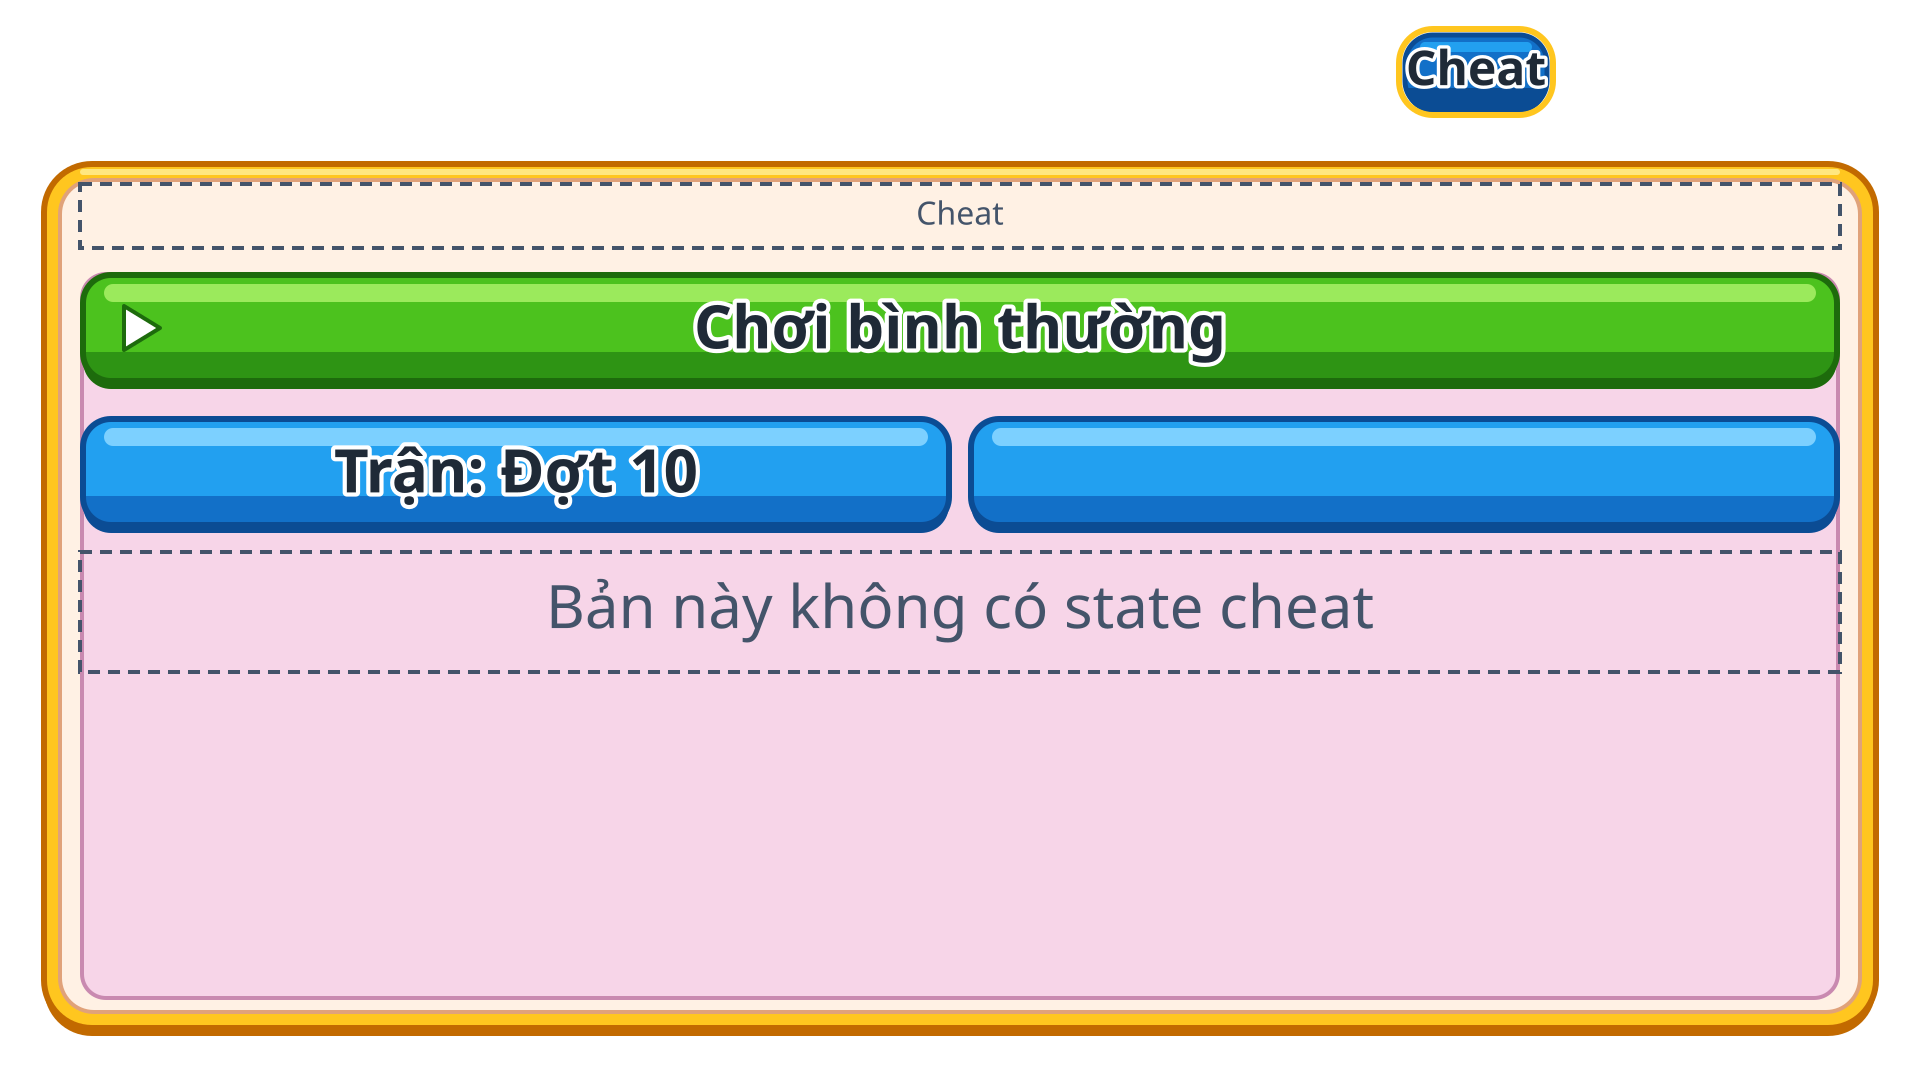 Cheat
Cheat
Chơi bình thường
Trận: Đợt 10
Bản này không có state cheat